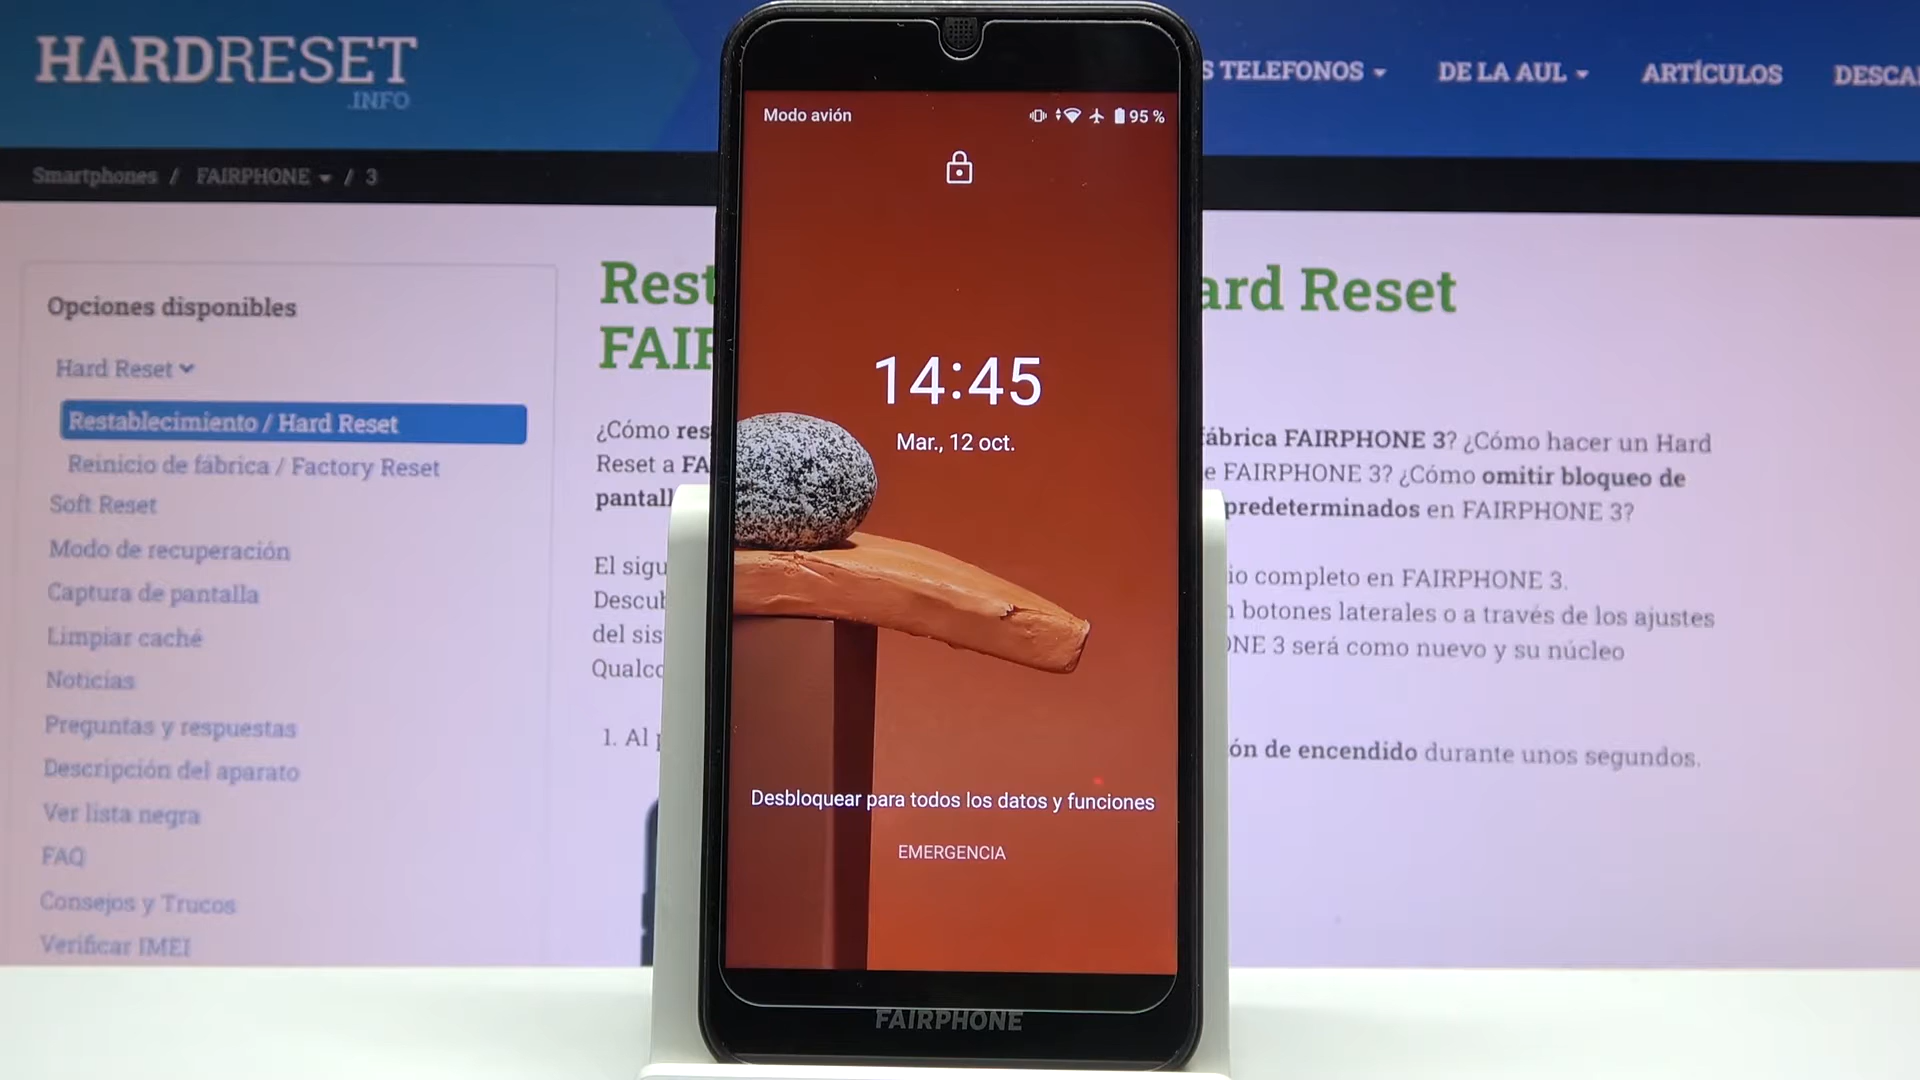 HARDRESET
.INFO
S TELEFONOS
DE LA AUL
ARTÍCULOS
DESCA
Smartphones / FAIRPHONE / 3
Opciones disponibles
Hard Reset
Restablecimiento / Hard Reset
Reinicio de fábrica / Factory Reset
Soft Reset
Modo de recuperación
Captura de pantalla
Limpiar caché
Noticias
Preguntas y respuestas
Descripción del aparato
Ver lista negra
FAQ
Consejos y Trucos
Verificar IMEI
Rest
ard Reset
FAIR
¿Cómo res
ábrica FAIRPHONE 3? ¿Cómo hacer un Hard
Reset a FA
e FAIRPHONE 3? ¿Cómo omitir bloqueo de
pantall
predeterminados en FAIRPHONE 3?
El sigu
io completo en FAIRPHONE 3.
Descub
n botones laterales o a través de los ajustes
del sis
ONE 3 será como nuevo y su núcleo
Qualco
1. Al p
ón de encendido durante unos segundos.
Modo avión
95 %
14:45
Mar., 12 oct.
Desbloquear para todos los datos y funciones
EMERGENCIA
FAIRPHONE